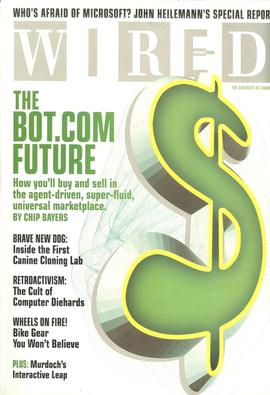 WHO'S AFRAID OF MICROSOFT? JOHN HEILEMANN'S SPECIAL REPOR
WIRED
THE
BOT.COM
FUTURE
How you'll buy and sell in
the agent-driven, super-fluid,
universal marketplace.
BY CHIP BAYERS
BRAVE NEW DOG:
Inside the First
Canine Cloning Lab
RETROACTIVISM:
The Cult of
Computer Diehards
WHEELS ON FIRE!
Bike Gear
You Won't Believe
PLUS: Murdoch's
Interactive Leap